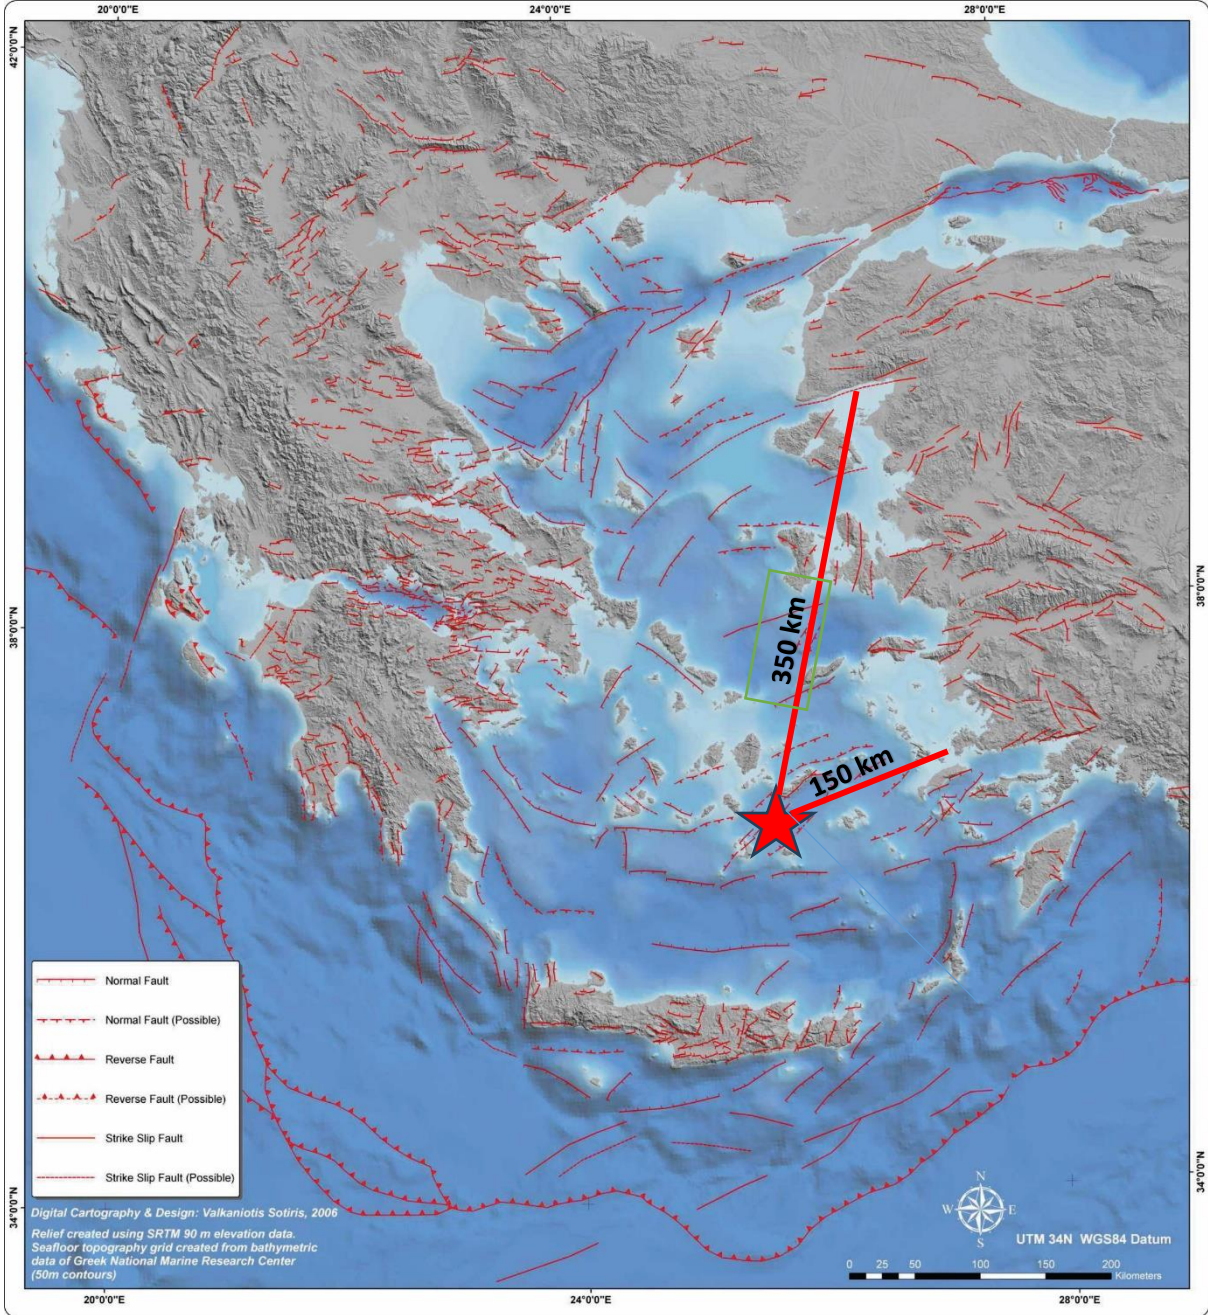 20°0'0"E
24°0'0"E
28°0'0"E
42°0'0"N
38°0'0"N
38°0'0"N
350 km
150 km
Normal Fault
Normal Fault (Possible)
Reverse Fault
Reverse Fault (Possible)
Strike Slip Fault
Strike Slip Fault (Possible)
34°0'0"N
34°0'0"N
Digital Cartography & Design: Valkaniotis Sotiris, 2006
Relief created using SRTM 90 m elevation data.
Seafloor topography grid created from bathymetric
data of Greek National Marine Research Center
(50m contours)
N
W
E
S
UTM 34N WGS84 Datum
0 25 50 100 150 200
Kilometers
20°0'0"E
24°0'0"E
28°0'0"E